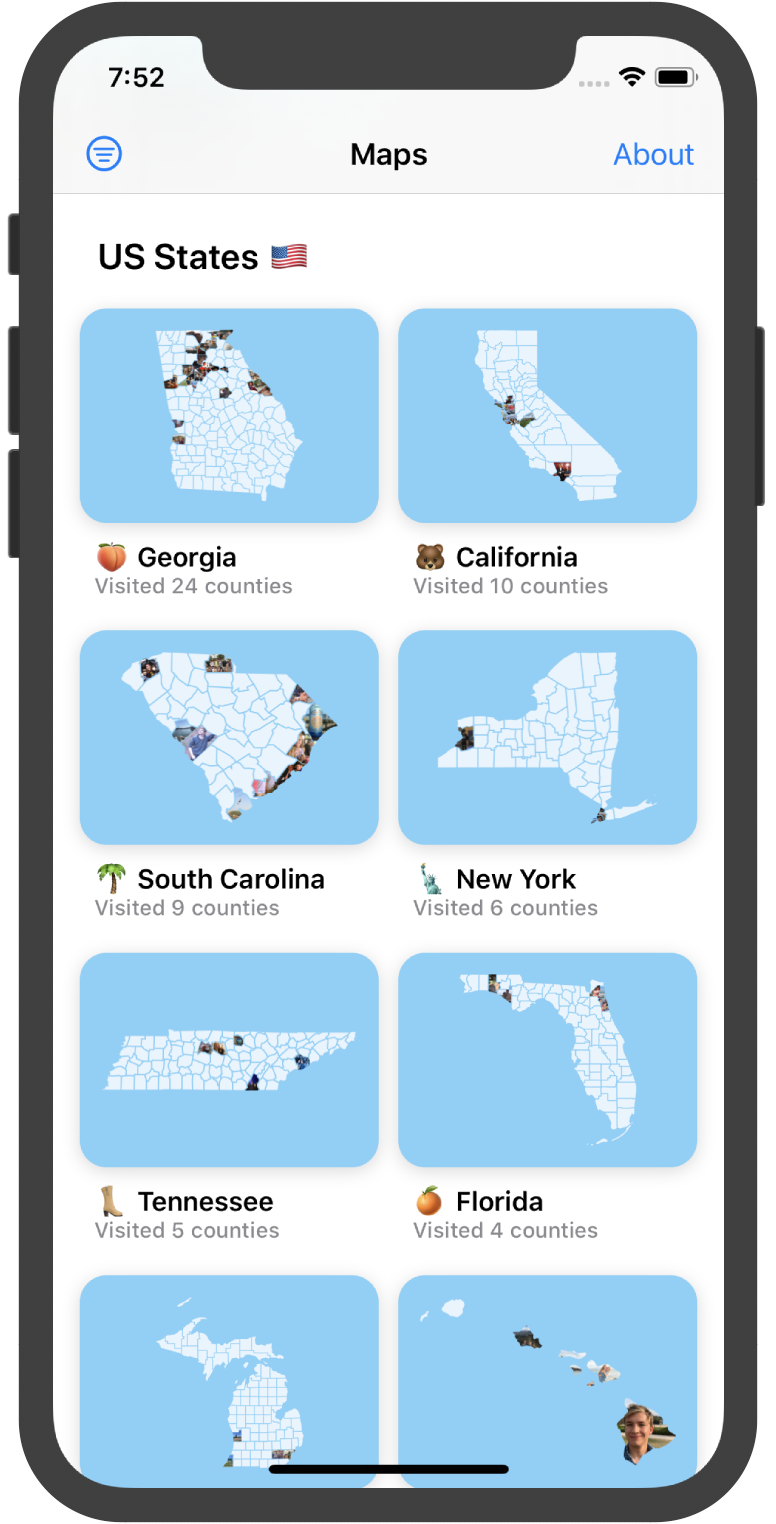 7:52
Maps
About
US States 🇺🇸
🍑 Georgia
Visited 24 counties
🐻 California
Visited 10 counties
🌴 South Carolina
Visited 9 counties
🗽 New York
Visited 6 counties
👢 Tennessee
Visited 5 counties
🍊 Florida
Visited 4 counties